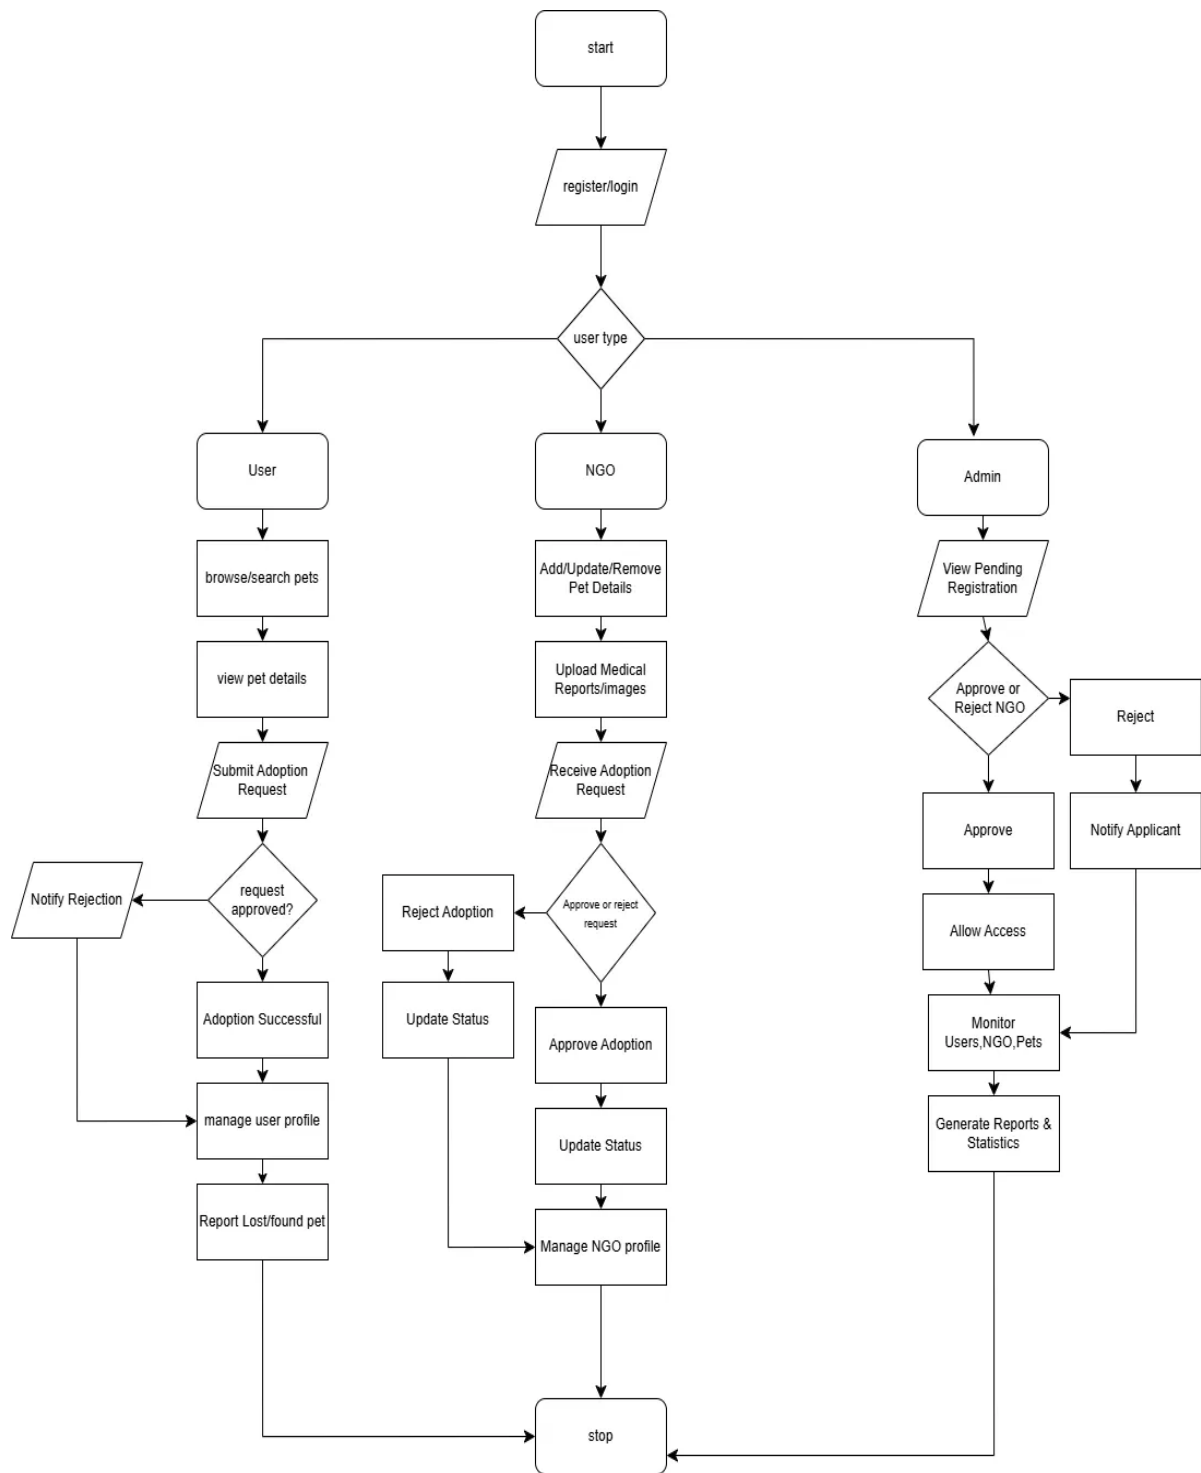 start
register/login
user type
User
browse/search pets
view pet details
Submit Adoption
Request
request
approved?
Notify Rejection
Adoption Successful
manage user profile
Report Lost/found pet
NGO
Add/Update/Remove
Pet Details
Upload Medical
Reports/images
Receive Adoption
Request
Approve or reject
request
Reject Adoption
Update Status
Approve Adoption
Update Status
Manage NGO profile
Admin
View Pending
Registration
Approve or
Reject NGO
Reject
Notify Applicant
Approve
Allow Access
Monitor
Users,NGO,Pets
Generate Reports &
Statistics
stop